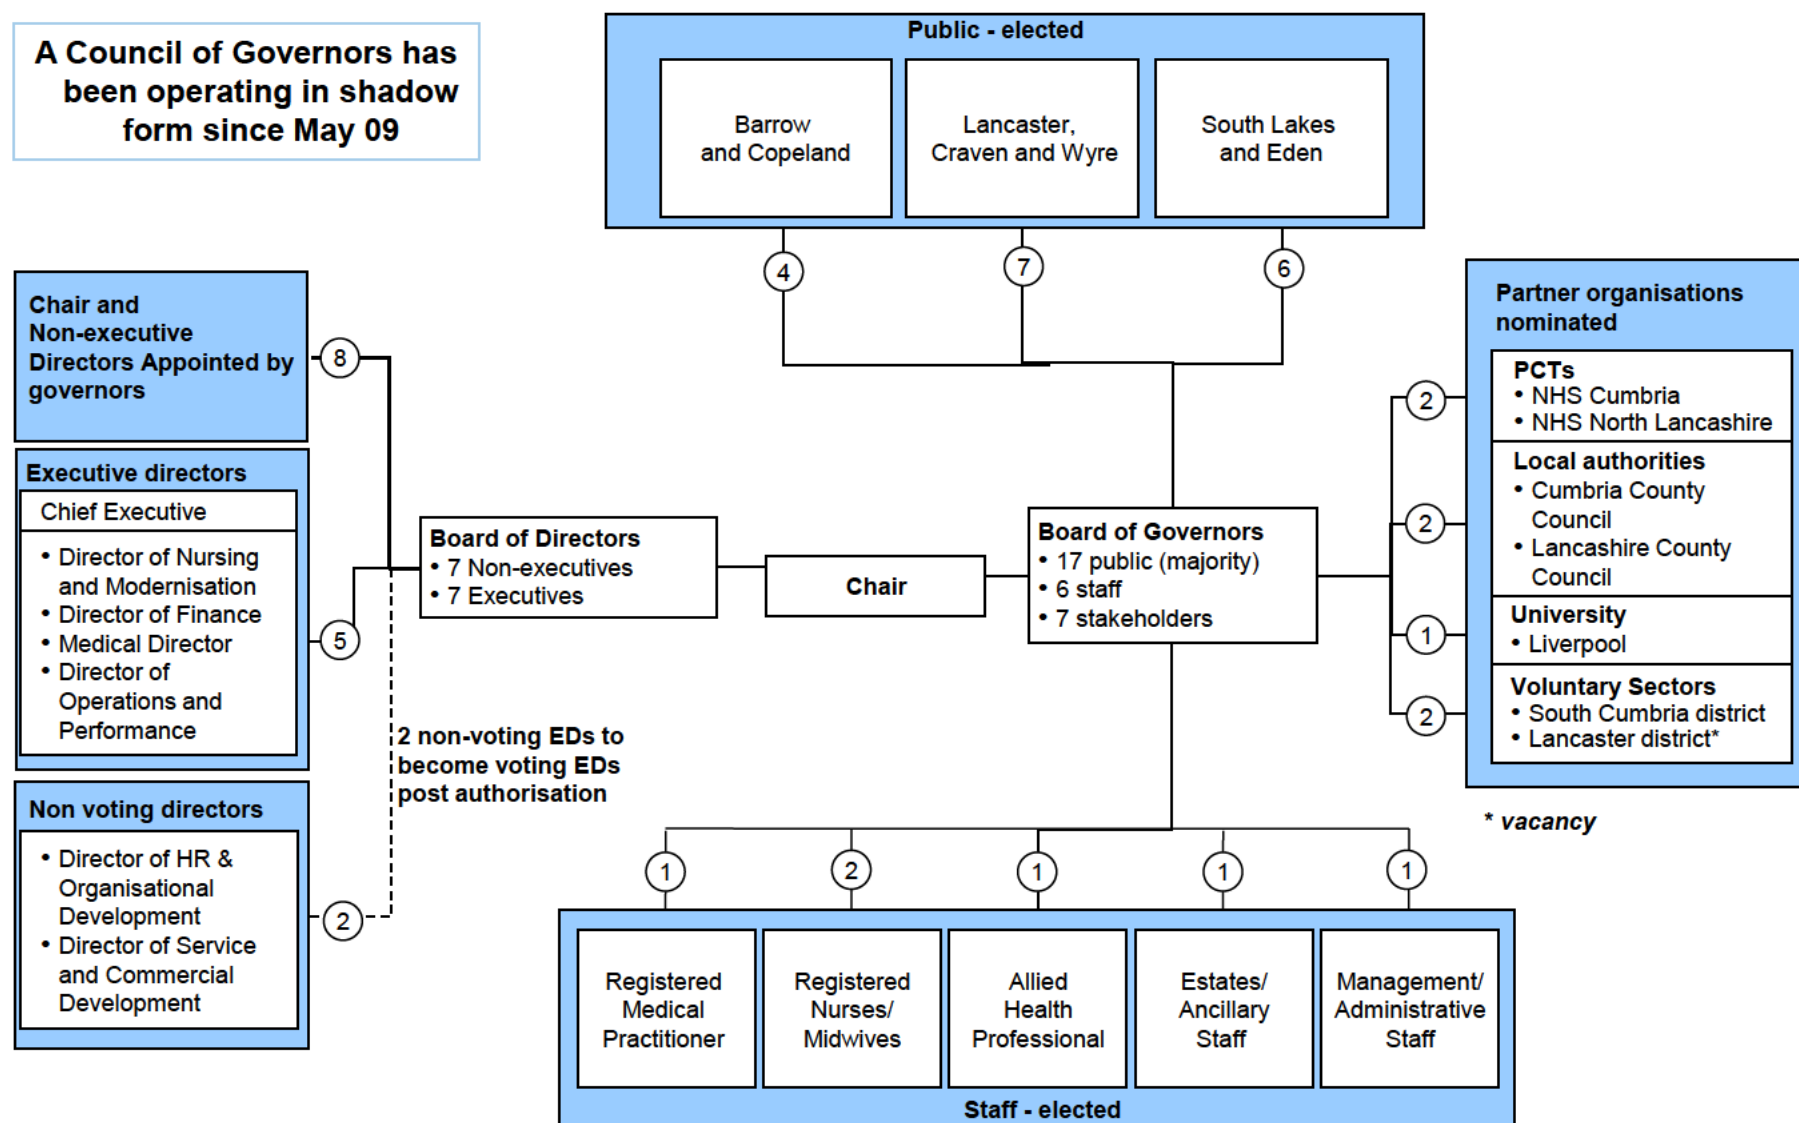 A Council of Governors has
been operating in shadow
form since May 09
Public - elected
Barrow
and Copeland
Lancaster,
Craven and Wyre
South Lakes
and Eden
4
7
6
Chair and
Non-executive
Directors Appointed by
governors
8
Executive directors
Chief Executive
• Director of Nursing
and Modernisation
• Director of Finance
• Medical Director
• Director of
Operations and
Performance
5
Non voting directors
• Director of HR &
Organisational
Development
• Director of Service
and Commercial
Development
2
2 non-voting EDs to
become voting EDs
post authorisation
Board of Directors
• 7 Non-executives
• 7 Executives
Chair
Board of Governors
• 17 public (majority)
• 6 staff
• 7 stakeholders
Partner organisations
nominated
2
PCTs
• NHS Cumbria
• NHS North Lancashire
2
Local authorities
• Cumbria County
Council
• Lancashire County
Council
1
University
• Liverpool
2
Voluntary Sectors
• South Cumbria district
• Lancaster district*
* vacancy
1
2
1
1
1
Registered
Medical
Practitioner
Registered
Nurses/
Midwives
Allied
Health
Professional
Estates/
Ancillary
Staff
Management/
Administrative
Staff
Staff - elected